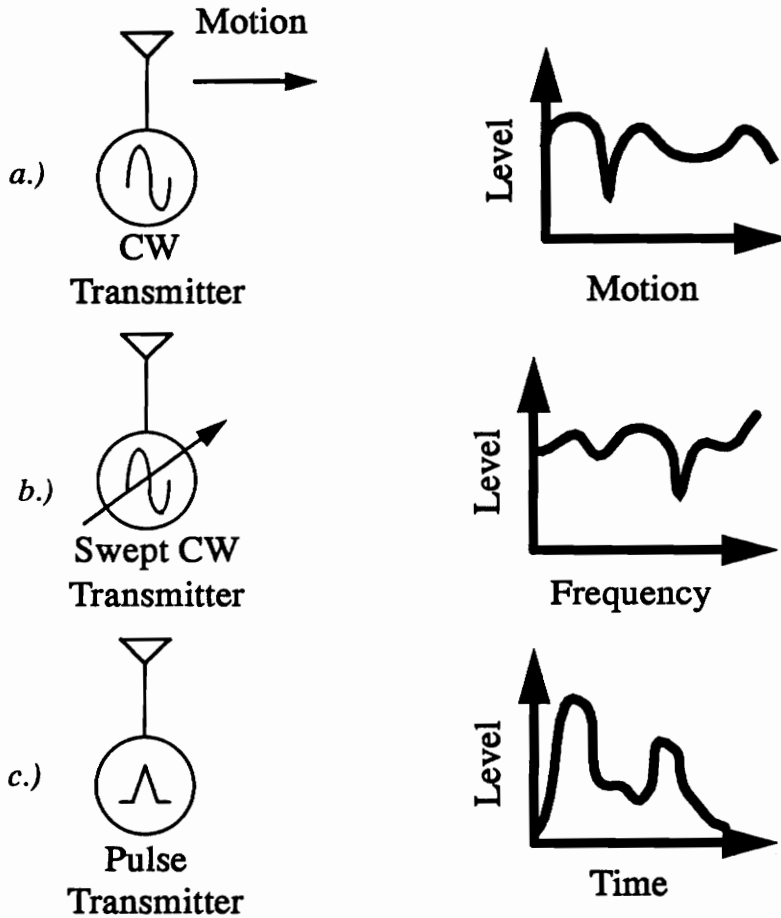 Motion
a.)
CW
Transmitter
Level
Motion
b.)
Swept CW
Transmitter
Level
Frequency
c.)
Pulse
Transmitter
Level
Time